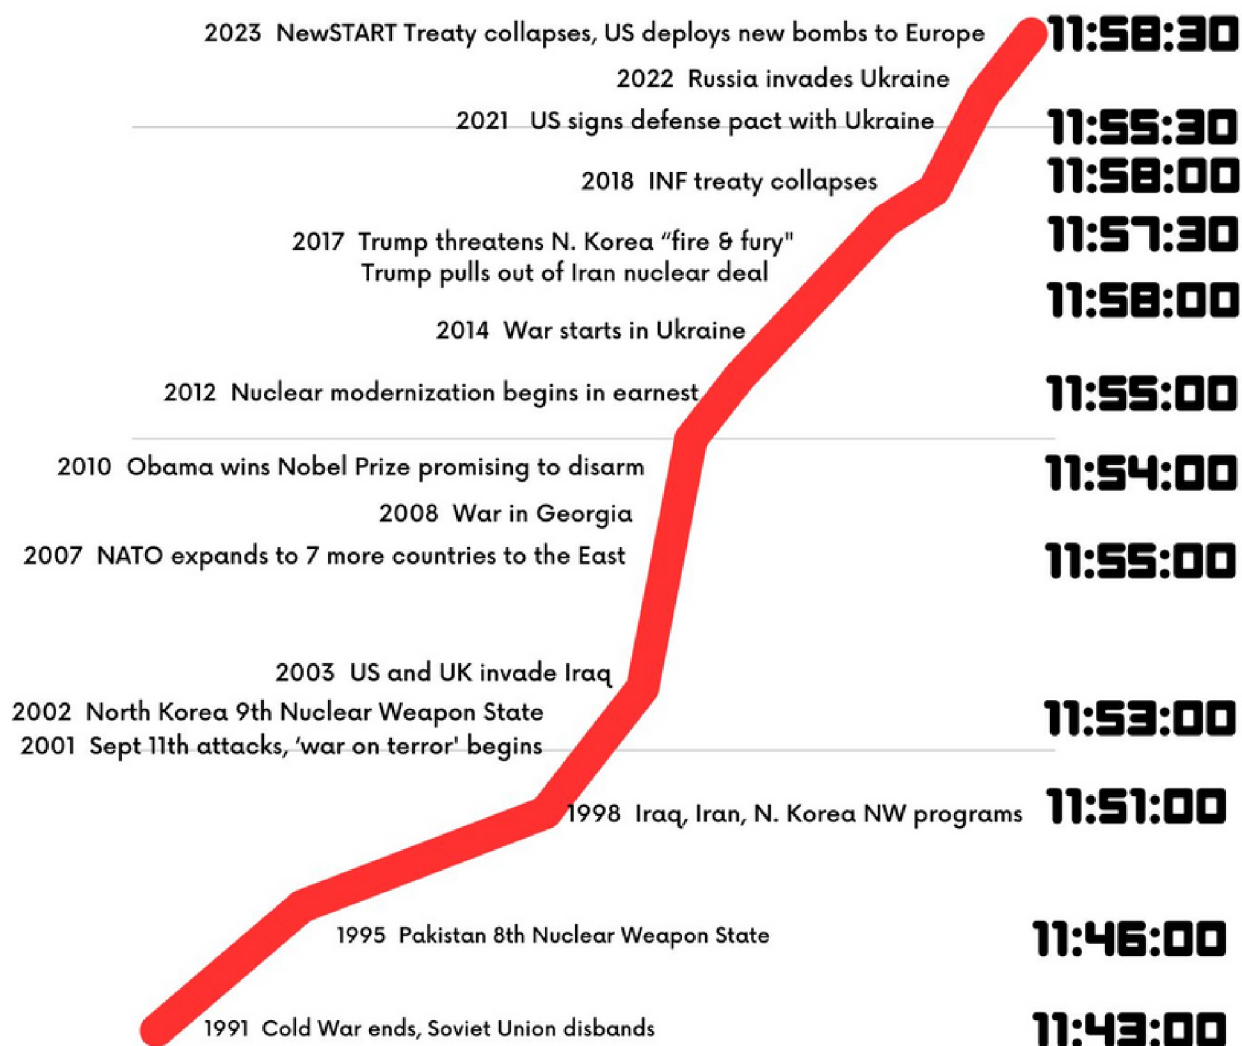 2023 NewSTART Treaty collapses, US deploys new bombs to Europe 11:58:30
2022 Russia invades Ukraine
2021 US signs defense pact with Ukraine 11:55:30
2018 INF treaty collapses 11:58:00
2017 Trump threatens N. Korea “fire & fury" 11:57:30
Trump pulls out of Iran nuclear deal
11:58:00
2014 War starts in Ukraine
2012 Nuclear modernization begins in earnest 11:55:00
2010 Obama wins Nobel Prize promising to disarm 11:54:00
2008 War in Georgia
2007 NATO expands to 7 more countries to the East 11:55:00
2003 US and UK invade Iraq
2002 North Korea 9th Nuclear Weapon State 11:53:00
2001 Sept 11th attacks, ‘war on terror' begins
1998 Iraq, Iran, N. Korea NW programs 11:51:00
1995 Pakistan 8th Nuclear Weapon State 11:46:00
1991 Cold War ends, Soviet Union disbands 11:43:00